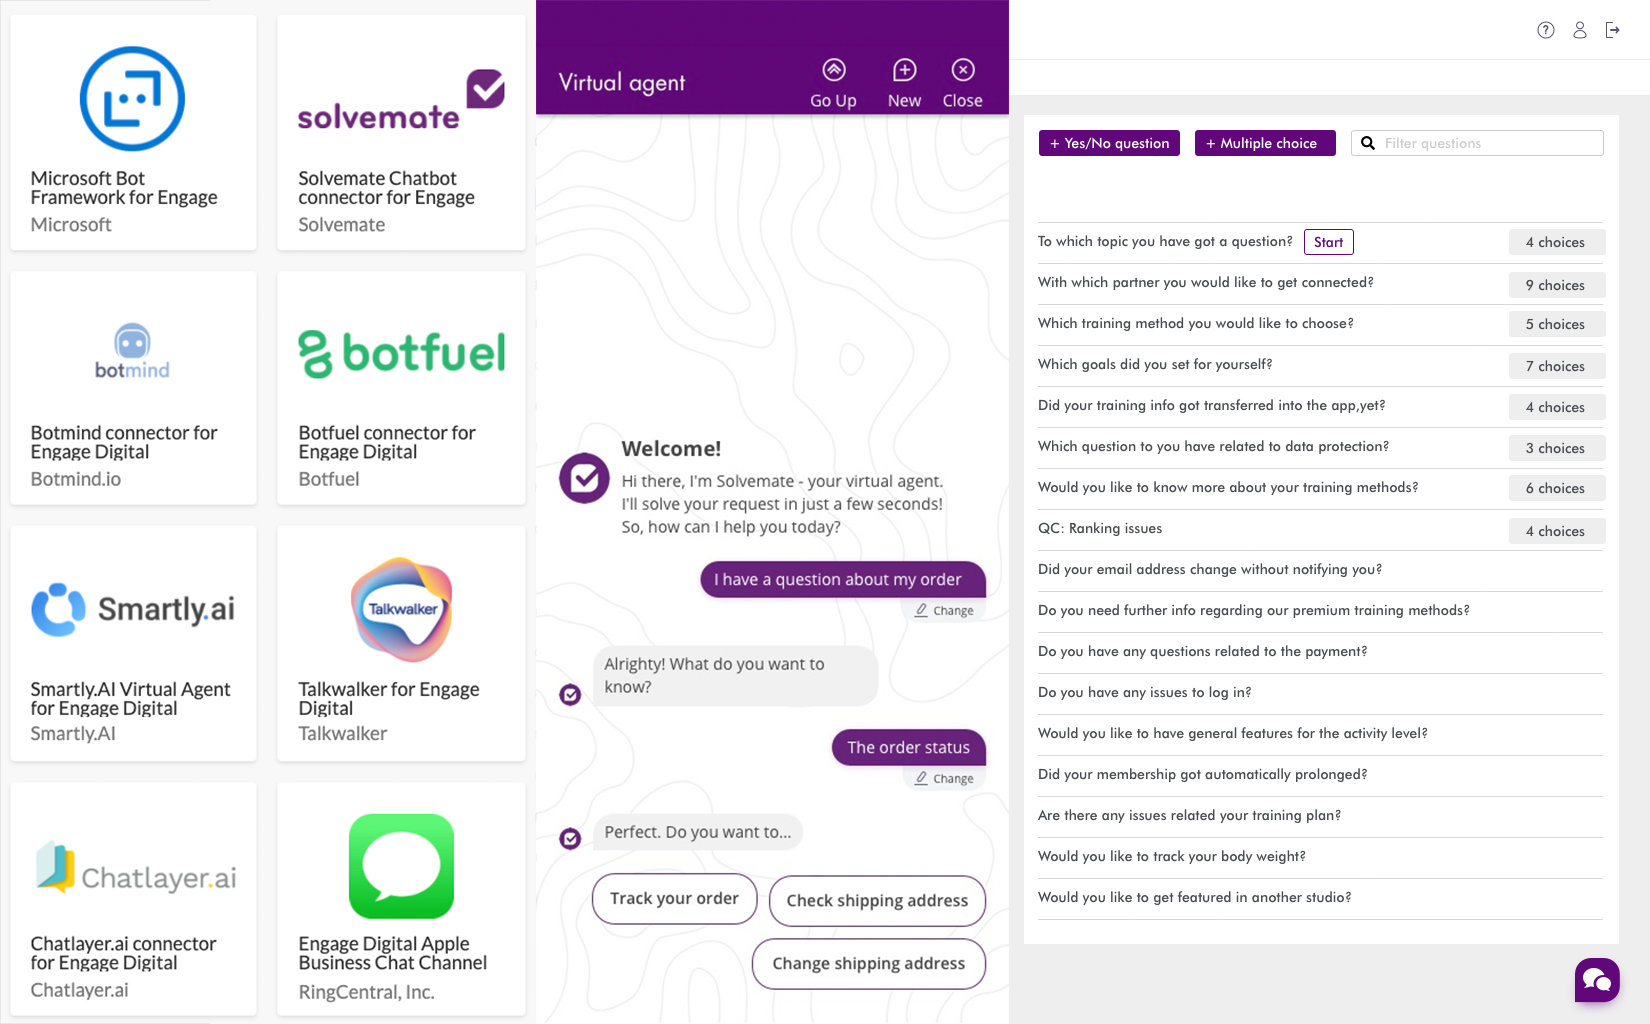 solvemate
Microsoft Bot
Framework for Engage
Microsoft
Solvemate Chatbot
connector for Engage
Solvemate
botmind
Botmind connector for
Engage Digital
Botmind.io
botfuel
Botfuel connector for
Engage Digital
Botfuel
Smartly.ai
Smartly.AI Virtual Agent
for Engage Digital
Smartly.AI
Talkwalker
Talkwalker for Engage
Digital
Talkwalker
Chatlayer.ai
Chatlayer.ai connector
for Engage Digital
Chatlayer.ai
Engage Digital Apple
Business Chat Channel
RingCentral, Inc.
Virtual agent
Go Up
New
Close
Welcome!
Hi there, I'm Solvemate - your virtual agent.
I'll solve your request in just a few seconds!
So, how can I help you today?
I have a question about my order
Change
Alrighty! What do you want to
know?
The order status
Change
Perfect. Do you want to...
Track your order
Check shipping address
Change shipping address
+ Yes/No question
+ Multiple choice
Filter questions
To which topic you have got a question? Start 4 choices
With which partner you would like to get connected? 9 choices
Which training method you would like to choose? 5 choices
Which goals did you set for yourself? 7 choices
Did your training info got transferred into the app,yet? 4 choices
Which question to you have related to data protection? 3 choices
Would you like to know more about your training methods? 6 choices
QC: Ranking issues 4 choices
Did your email address change without notifying you?
Do you need further info regarding our premium training methods?
Do you have any questions related to the payment?
Do you have any issues to log in?
Would you like to have general features for the activity level?
Did your membership got automatically prolonged?
Are there any issues related your training plan?
Would you like to track your body weight?
Would you like to get featured in another studio?